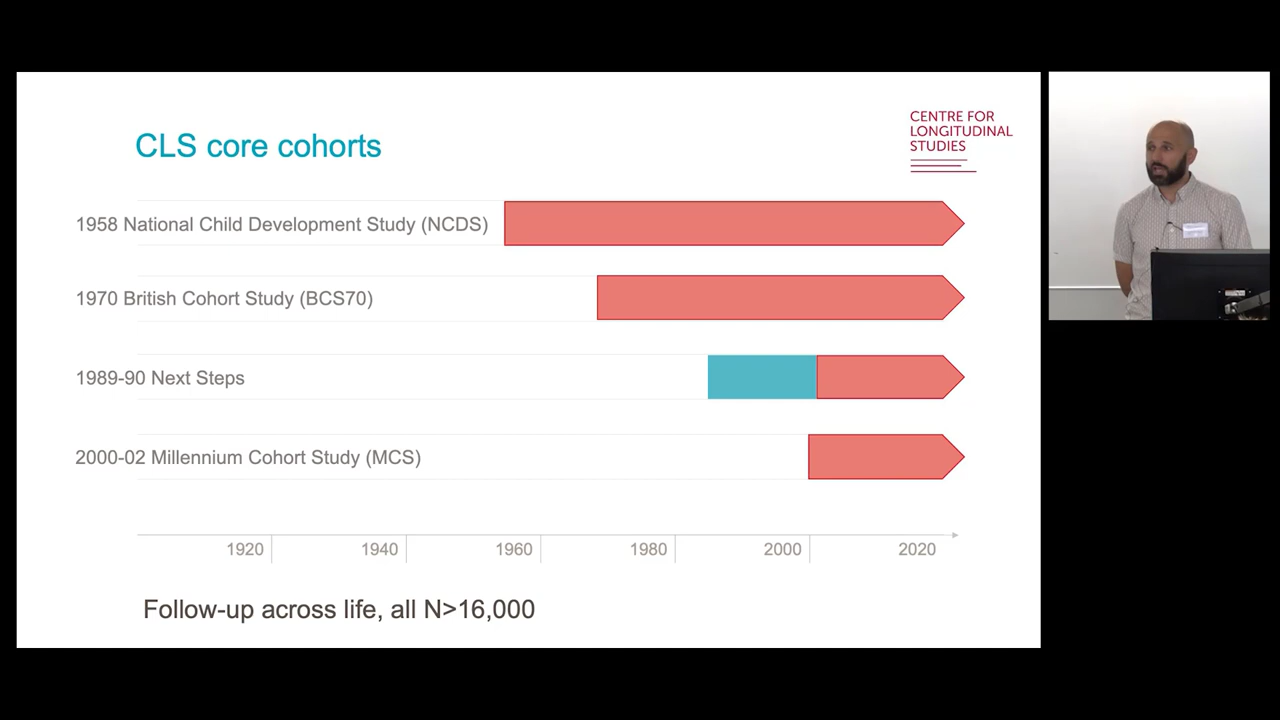 CLS core cohorts
CENTRE FOR
LONGITUDINAL
STUDIES
1958 National Child Development Study (NCDS)
1970 British Cohort Study (BCS70)
1989-90 Next Steps
2000-02 Millennium Cohort Study (MCS)
1920 1940 1960 1980 2000 2020
Follow-up across life, all N>16,000